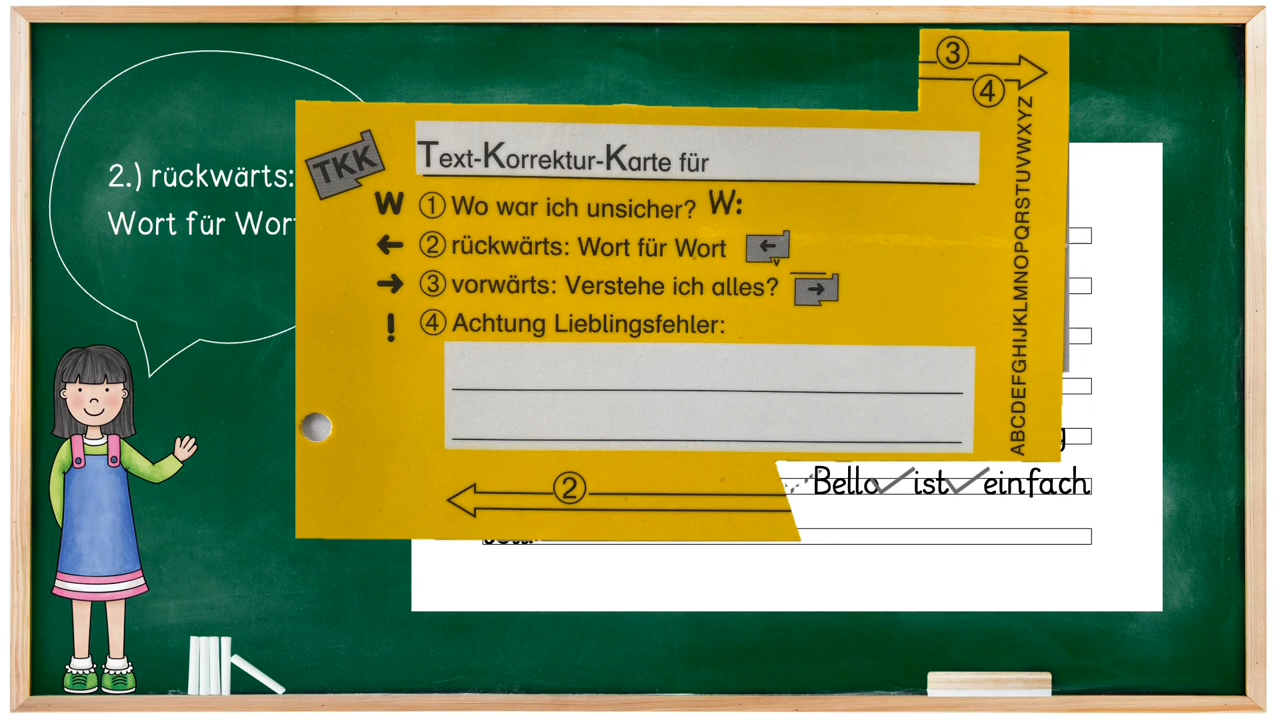 2.) rückwärts:
Wort für Wort
③
④
TKK
Text-Korrektur-Karte für
W ① Wo war ich unsicher? W:
← ② rückwärts: Wort für Wort ←
→ ③ vorwärts: Verstehe ich alles? →
! ④ Achtung Lieblingsfehler:
ABCDEFGHIJKLMNOPQRSTUVWXYZ
②
Bello ist einfach